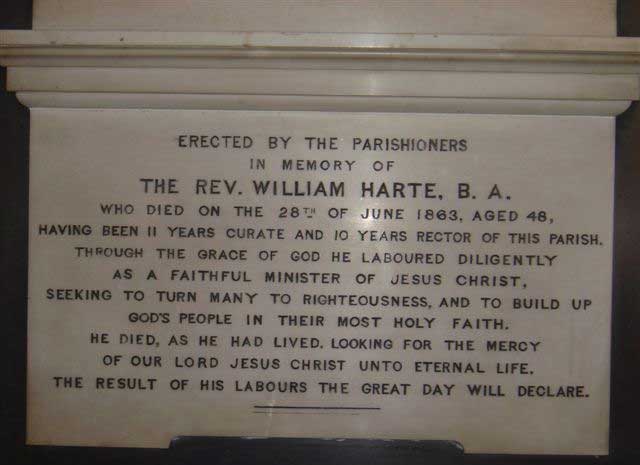 ERECTED BY THE PARISHIONERS
IN MEMORY OF
THE REV. WILLIAM HARTE, B. A.
WHO DIED ON THE 28TH OF JUNE 1863, AGED 48,
HAVING BEEN 11 YEARS CURATE AND 10 YEARS RECTOR OF THIS PARISH.
THROUGH THE GRACE OF GOD HE LABOURED DILIGENTLY
AS A FAITHFUL MINISTER OF JESUS CHRIST,
SEEKING TO TURN MANY TO RIGHTEOUSNESS, AND TO BUILD UP
GOD'S PEOPLE IN THEIR MOST HOLY FAITH.
HE DIED, AS HE HAD LIVED, LOOKING FOR THE MERCY
OF OUR LORD JESUS CHRIST UNTO ETERNAL LIFE.
THE RESULT OF HIS LABOURS THE GREAT DAY WILL DECLARE.